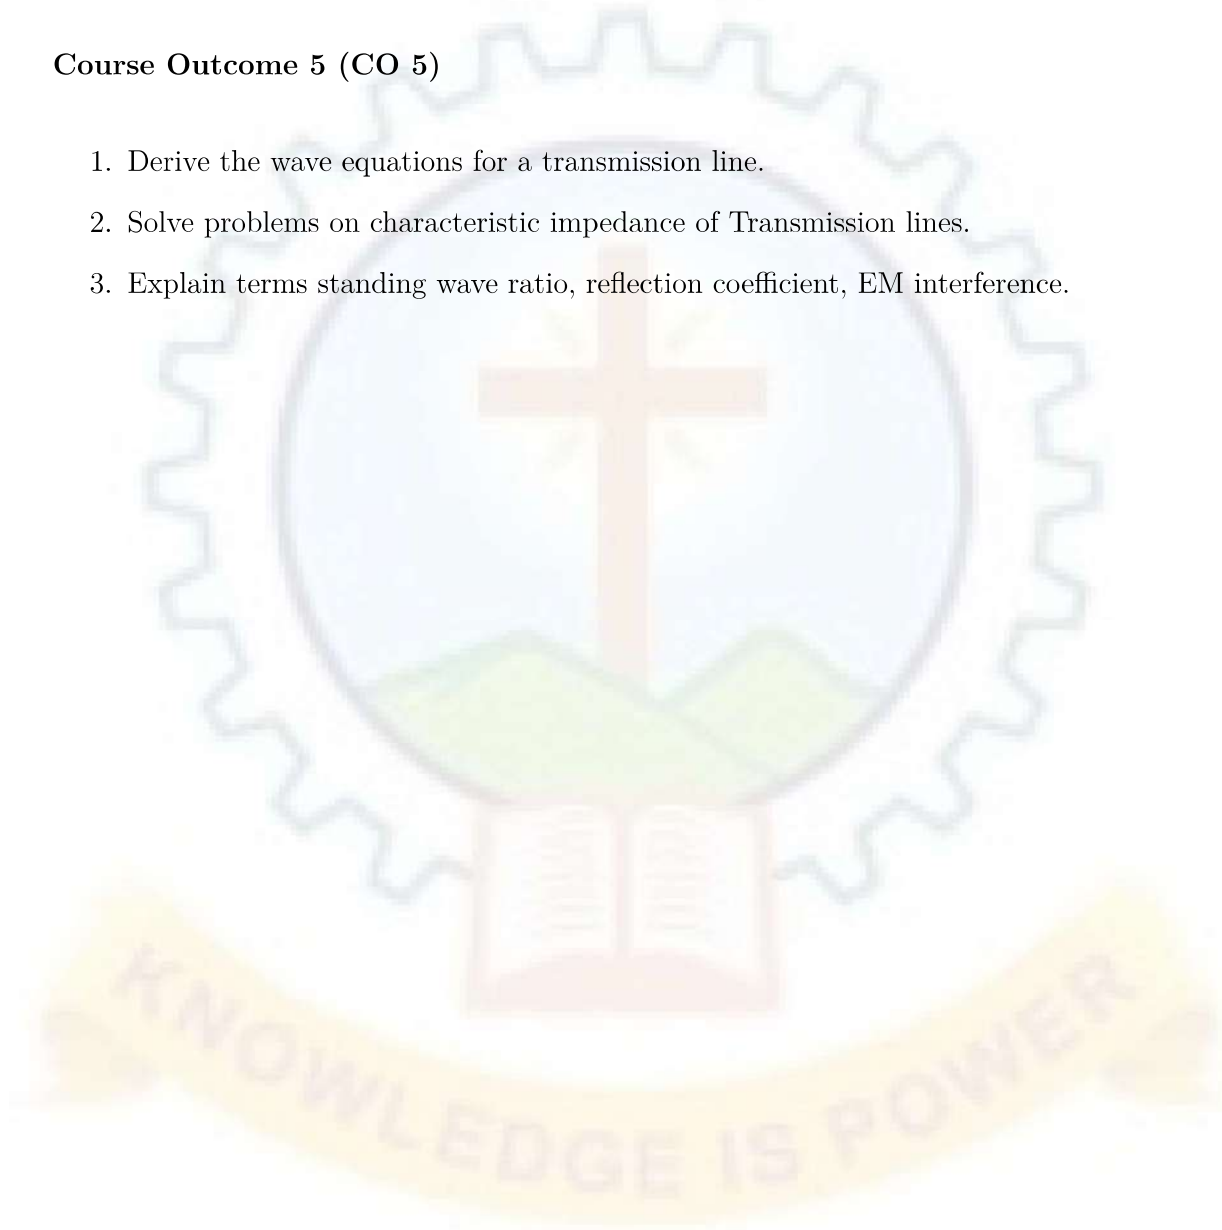 Course Outcome 5 (CO 5)
1. Derive the wave equations for a transmission line.
2. Solve problems on characteristic impedance of Transmission lines.
3. Explain terms standing wave ratio, reflection coefficient, EM interference.
KNOWLEDGE IS POWER